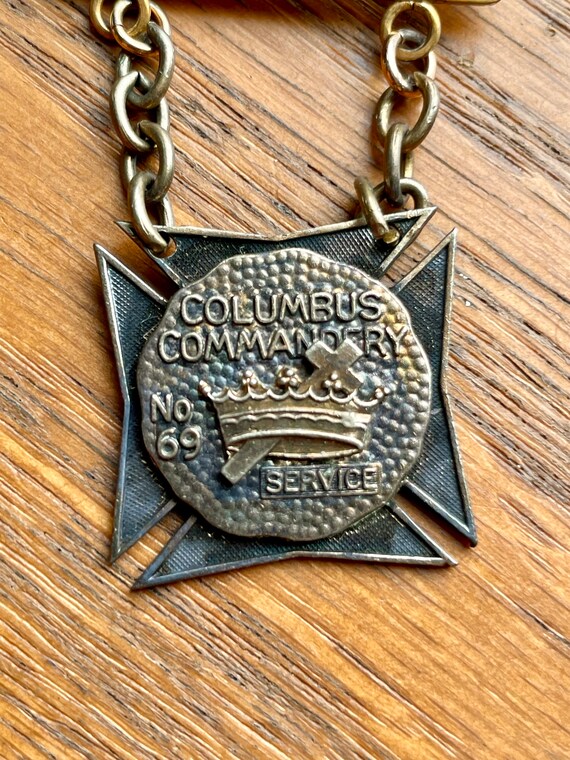 COLUMBUS
COMMANDERY
No.
69
SERVICE